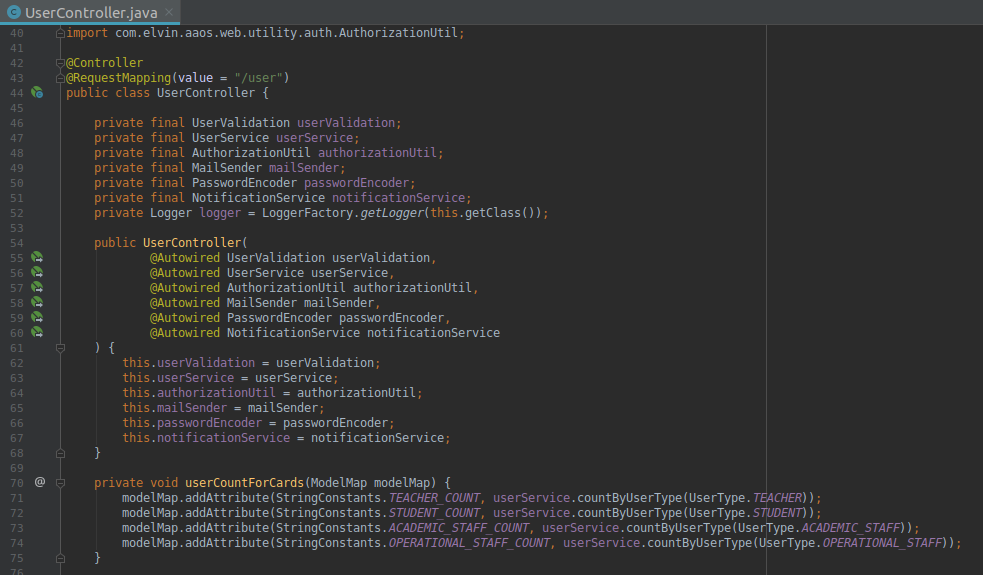 UserController.java
40 import com.elvin.aaos.web.utility.auth.AuthorizationUtil;
41
42 @Controller
43 @RequestMapping(value = "/user")
44 public class UserController {
45
46 private final UserValidation userValidation;
47 private final UserService userService;
48 private final AuthorizationUtil authorizationUtil;
49 private final MailSender mailSender;
50 private final PasswordEncoder passwordEncoder;
51 private final NotificationService notificationService;
52 private Logger logger = LoggerFactory.getLogger(this.getClass());
53
54 public UserController(
55 @Autowired UserValidation userValidation,
56 @Autowired UserService userService,
57 @Autowired AuthorizationUtil authorizationUtil,
58 @Autowired MailSender mailSender,
59 @Autowired PasswordEncoder passwordEncoder,
60 @Autowired NotificationService notificationService
61 ) {
62 this.userValidation = userValidation;
63 this.userService = userService;
64 this.authorizationUtil = authorizationUtil;
65 this.mailSender = mailSender;
66 this.passwordEncoder = passwordEncoder;
67 this.notificationService = notificationService;
68 }
69
70 @ private void userCountForCards(ModelMap modelMap) {
71 modelMap.addAttribute(StringConstants.TEACHER_COUNT, userService.countByUserType(UserType.TEACHER));
72 modelMap.addAttribute(StringConstants.STUDENT_COUNT, userService.countByUserType(UserType.STUDENT));
73 modelMap.addAttribute(StringConstants.ACADEMIC_STAFF_COUNT, userService.countByUserType(UserType.ACADEMIC_STAFF));
74 modelMap.addAttribute(StringConstants.OPERATIONAL_STAFF_COUNT, userService.countByUserType(UserType.OPERATIONAL_STAFF));
75 }
76